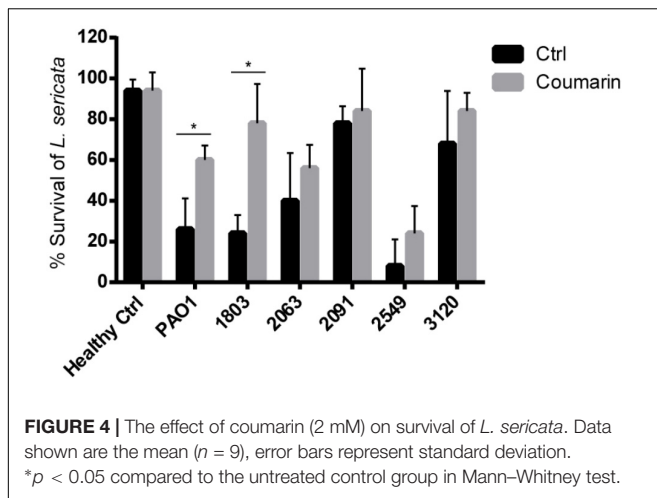 120
100
80
60
40
20
0
% Survival of L. sericata
*
*
Ctrl
Coumarin
Healthy Ctrl
PAO1
1803
2063
2091
2549
3120
FIGURE 4 | The effect of coumarin (2 mM) on survival of L. sericata. Data
shown are the mean (n = 9), error bars represent standard deviation.
*p < 0.05 compared to the untreated control group in Mann–Whitney test.